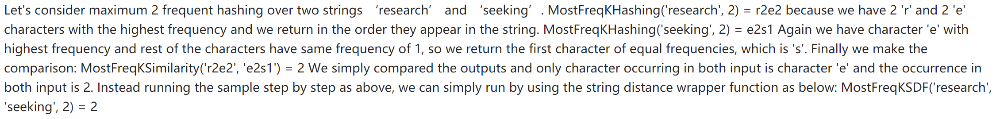 Let's consider maximum 2 frequent hashing over two strings ‘research’ and ‘seeking’. MostFreqKHashing('research', 2) = r2e2 because we have 2 'r' and 2 'e'
characters with the highest frequency and we return in the order they appear in the string. MostFreqKHashing('seeking', 2) = e2s1 Again we have character 'e' with
highest frequency and rest of the characters have same frequency of 1, so we return the first character of equal frequencies, which is 's'. Finally we make the
comparison: MostFreqKSimilarity('r2e2', 'e2s1') = 2 We simply compared the outputs and only character occurring in both input is character 'e' and the occurrence in
both input is 2. Instead running the sample step by step as above, we can simply run by using the string distance wrapper function as below: MostFreqKSDF('research',
'seeking', 2) = 2